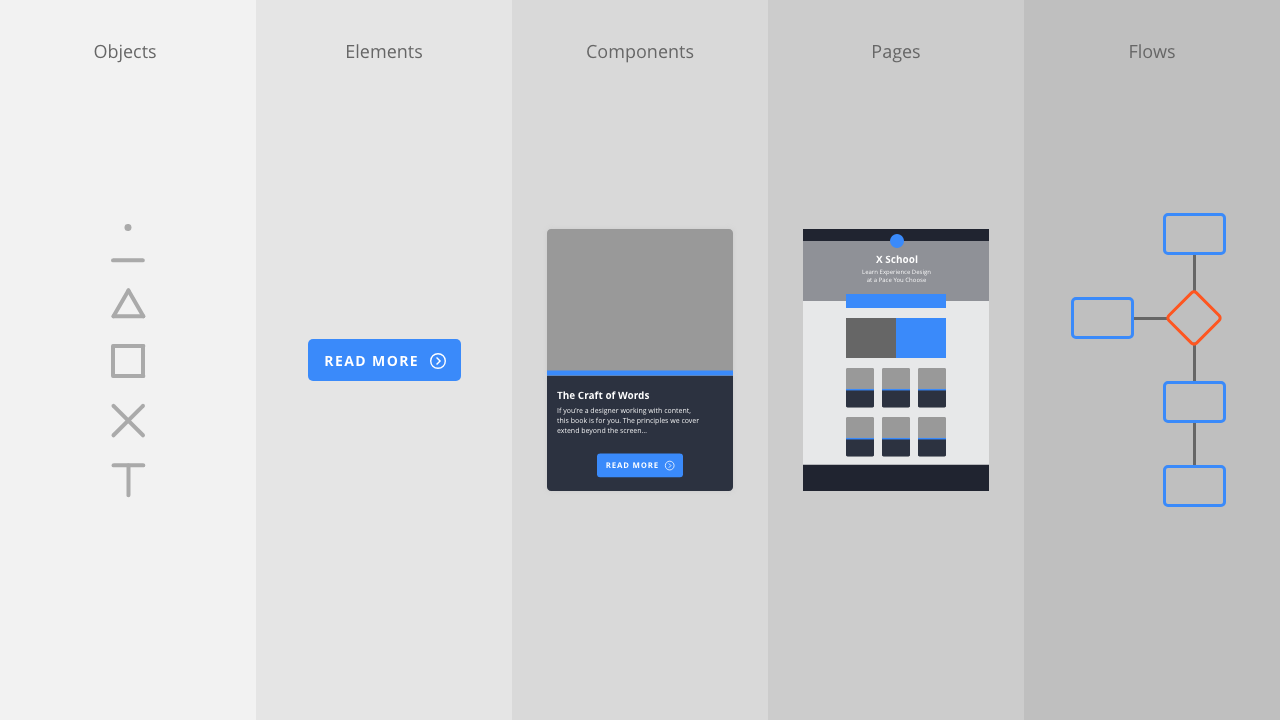 Objects
Elements
Components
Pages
Flows
READ MORE
The Craft of Words
If you're a designer working with content,
this book is for you. The principles we cover
extend beyond the screen...
READ MORE
X School
Learn Experience Design
at a Pace You Choose